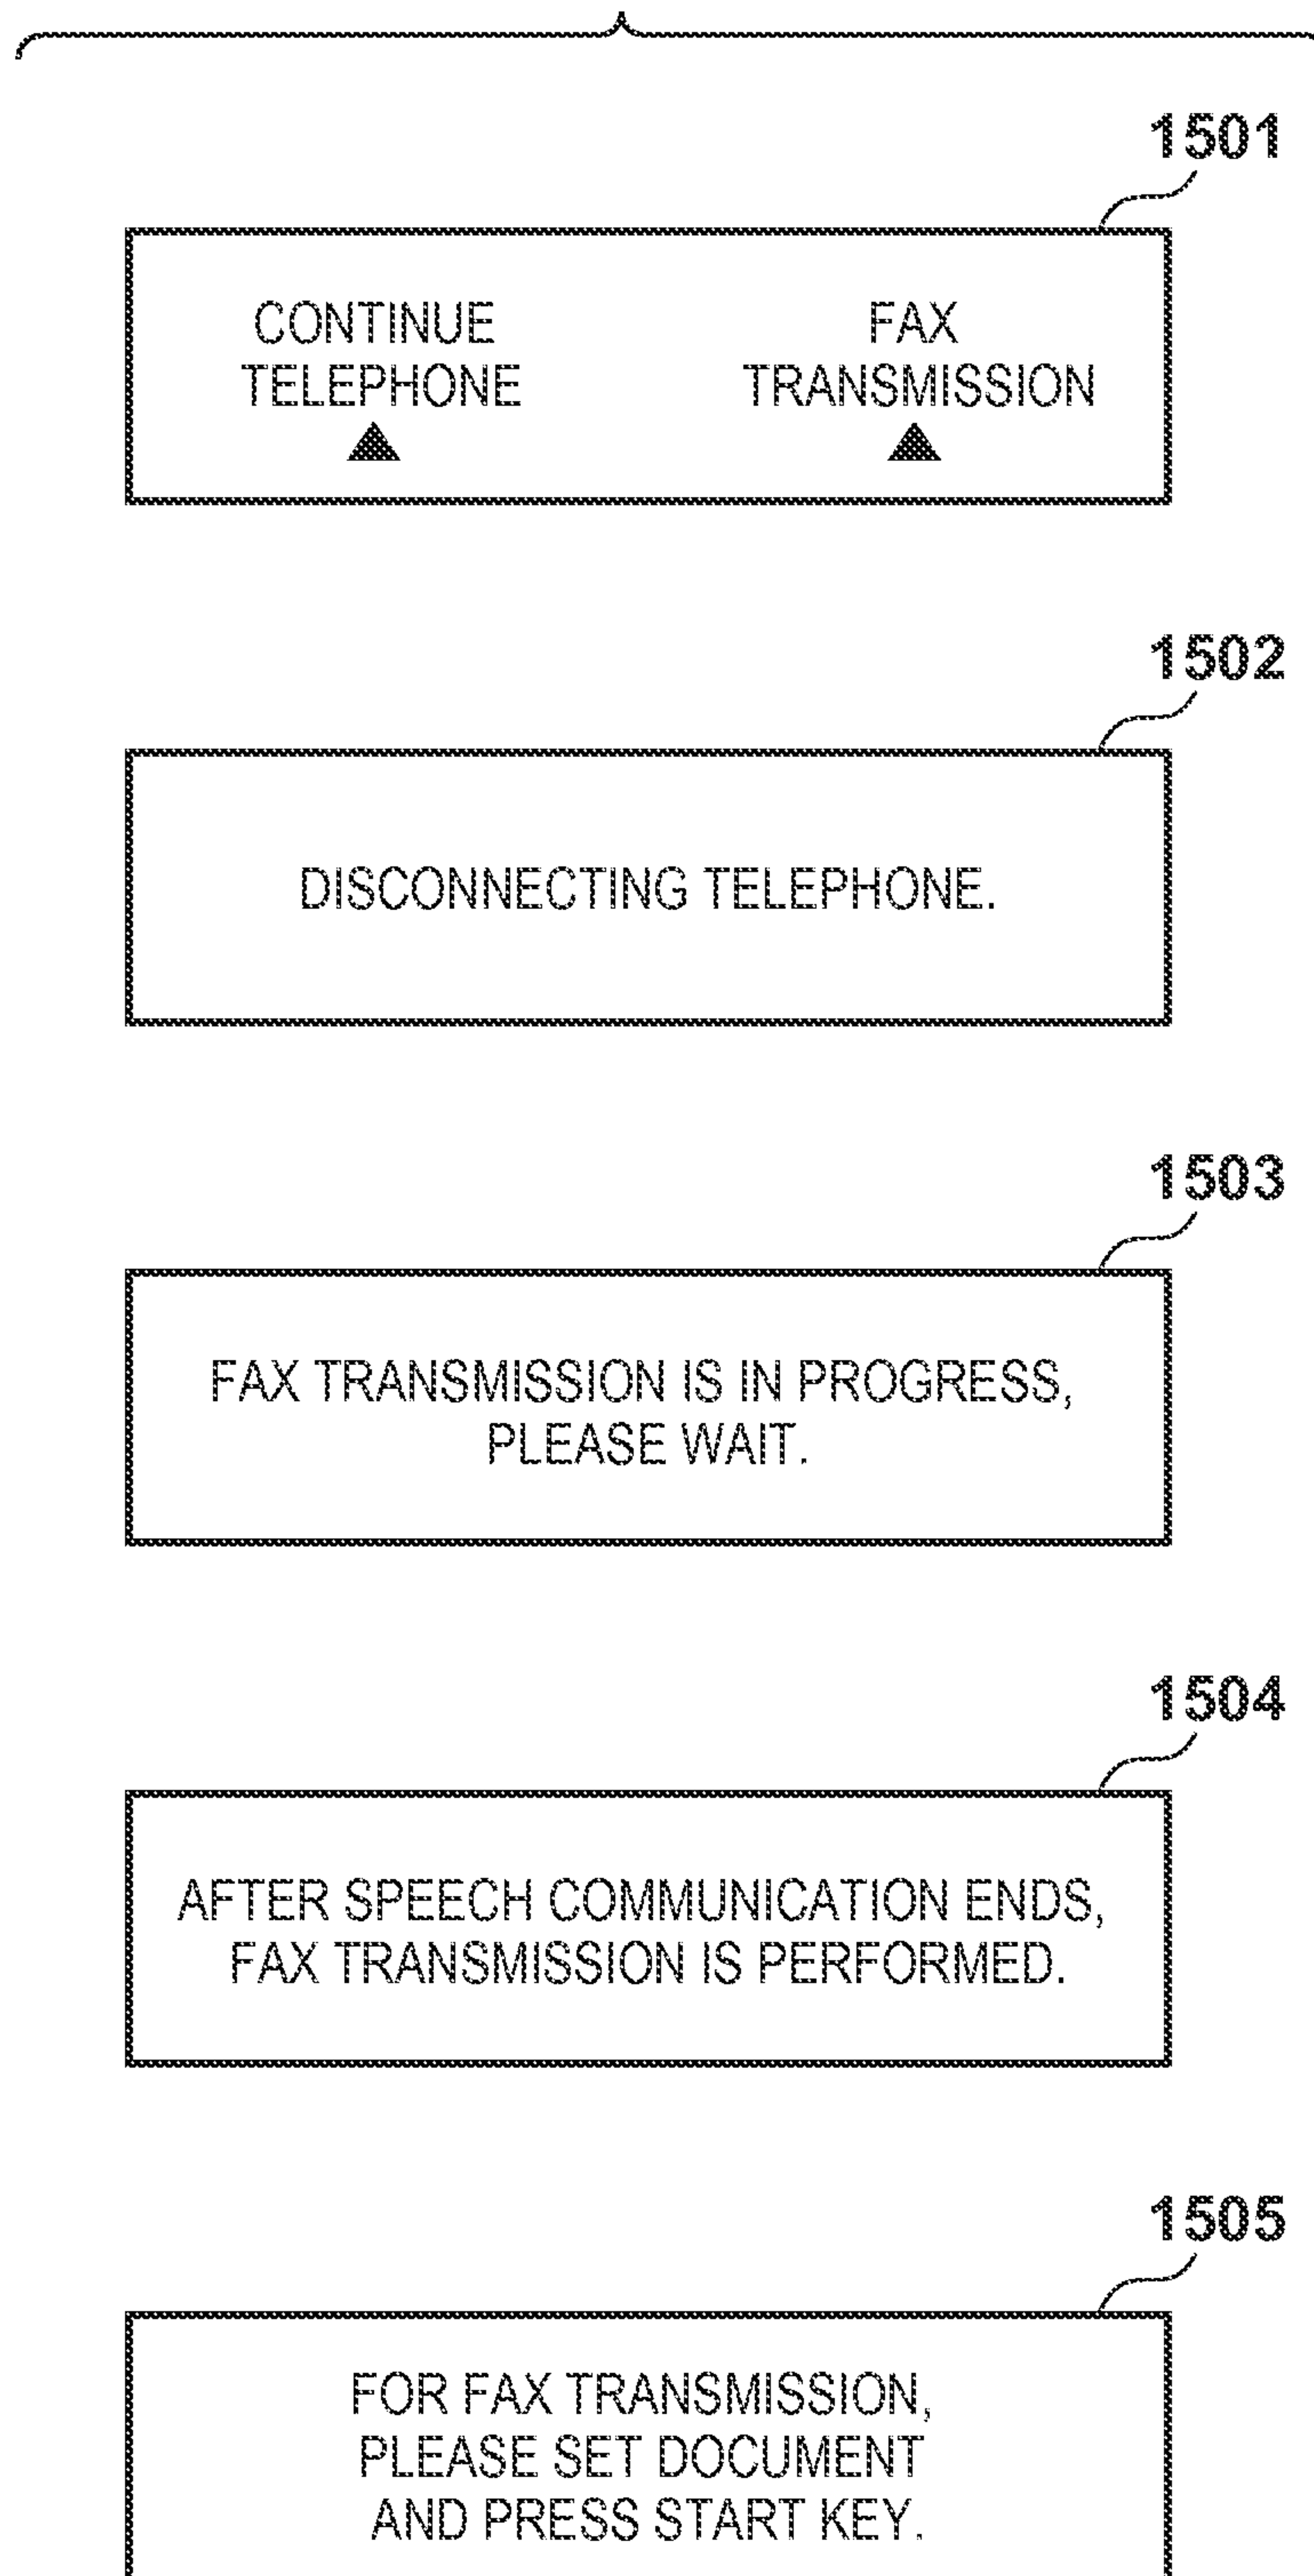 1501
CONTINUE FAX
TELEPHONE TRANSMISSION
1502
DISCONNECTING TELEPHONE.
1503
FAX TRANSMISSION IS IN PROGRESS,
PLEASE WAIT.
1504
AFTER SPEECH COMMUNICATION ENDS,
FAX TRANSMISSION IS PERFORMED.
1505
FOR FAX TRANSMISSION,
PLEASE SET DOCUMENT
AND PRESS START KEY.